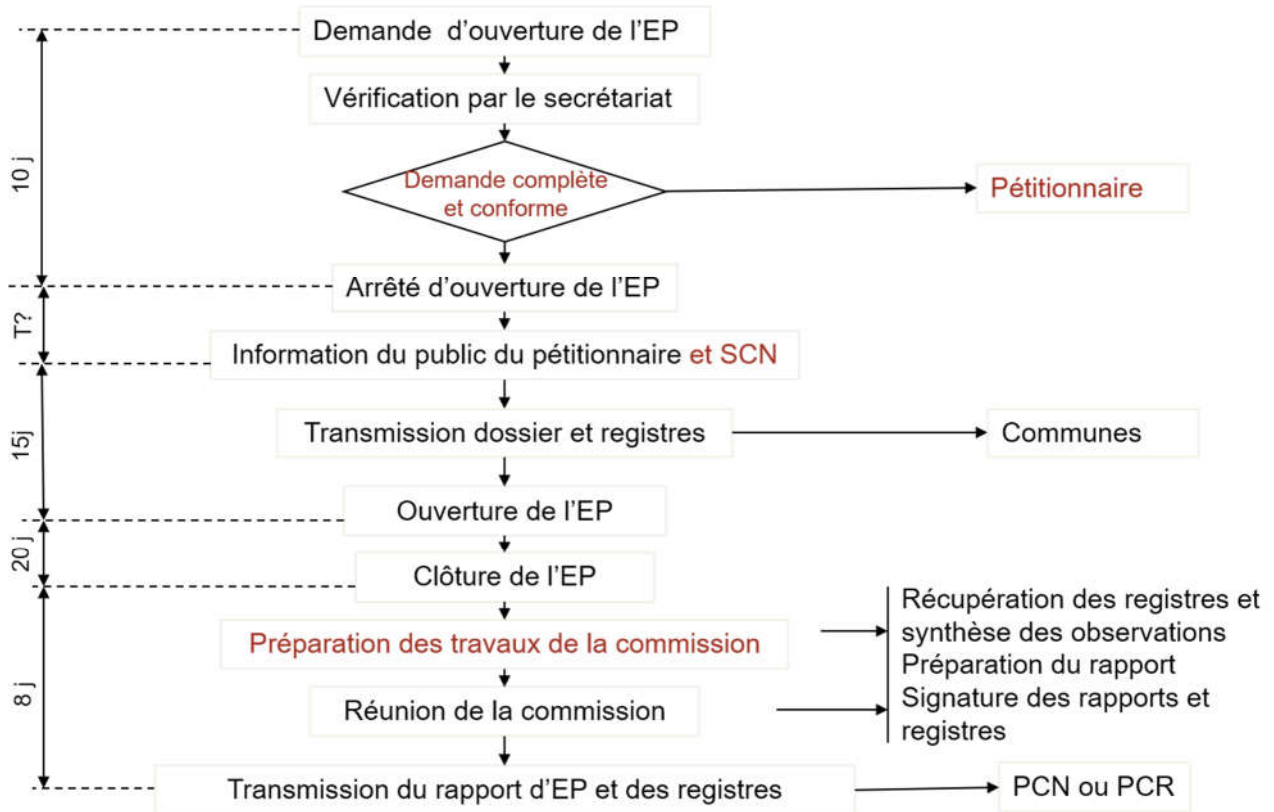 Demande d'ouverture de l'EP
Vérification par le secrétariat
10 j
Demande complète
et conforme
Pétitionnaire
Arrêté d'ouverture de l'EP
T?
Information du public du pétitionnaire et SCN
15j
Transmission dossier et registres
Communes
Ouverture de l'EP
20 j
Clôture de l'EP
8 j
Préparation des travaux de la commission
Réunion de la commission
Récupération des registres et
synthèse des observations
Préparation du rapport
Signature des rapports et
registres
Transmission du rapport d'EP et des registres
PCN ou PCR